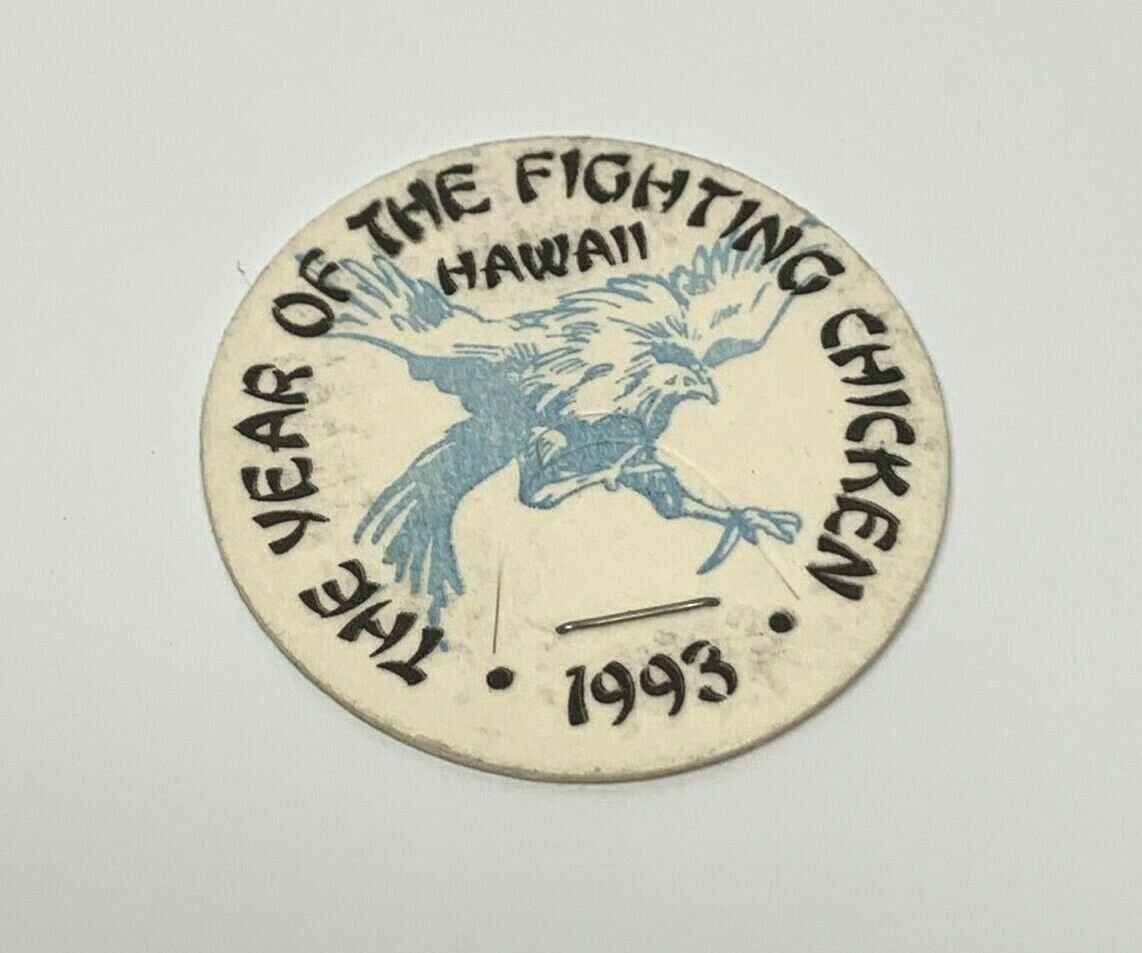 THE YEAR OF THE FIGHTING CHICKEN
HAWAII
• 1993 •